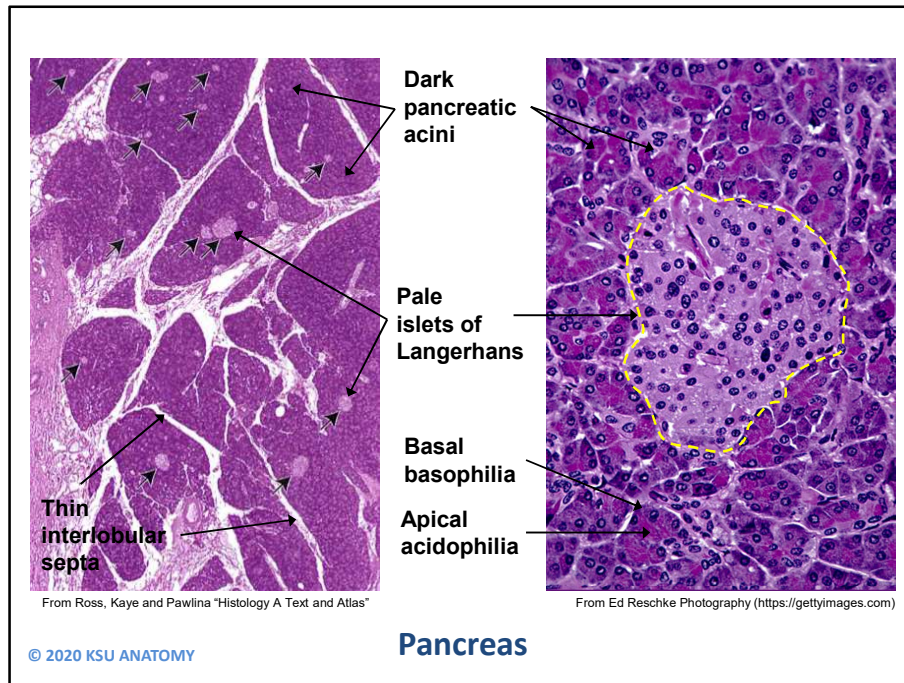 Dark
pancreatic
acini
Pale
islets of
Langerhans
Basal
basophilia
Apical
acidophilia
Thin
interlobular
septa
From Ross, Kaye and Pawlina “Histology A Text and Atlas”
From Ed Reschke Photography (https://gettyimages.com)
Pancreas
© 2020 KSU ANATOMY